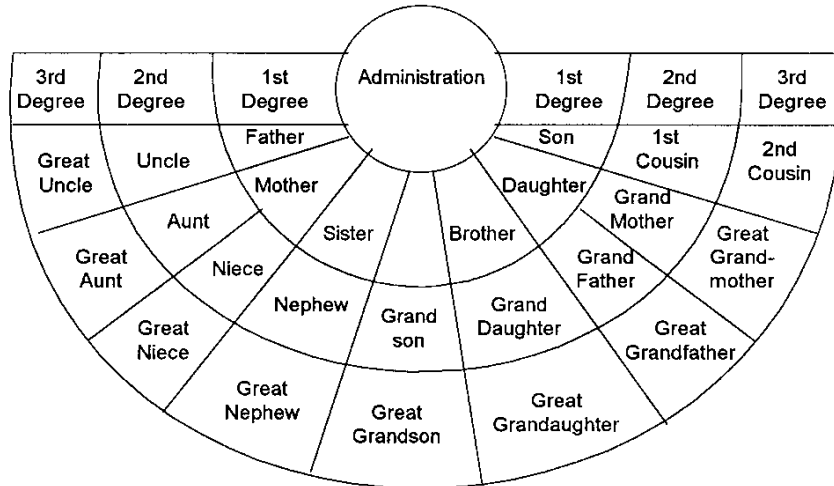 Administration
3rd
Degree
2nd
Degree
1st
Degree
1st
Degree
2nd
Degree
3rd
Degree
Father
Mother
Sister
Brother
Daughter
Son
Great
Uncle
Uncle
Aunt
Niece
Nephew
Grand
son
Grand
Daughter
Grand
Father
Grand
Mother
1st
Cousin
2nd
Cousin
Great
Aunt
Great
Niece
Great
Nephew
Great
Grandson
Great
Grandaughter
Great
Grandfather
Great
Grand-
mother